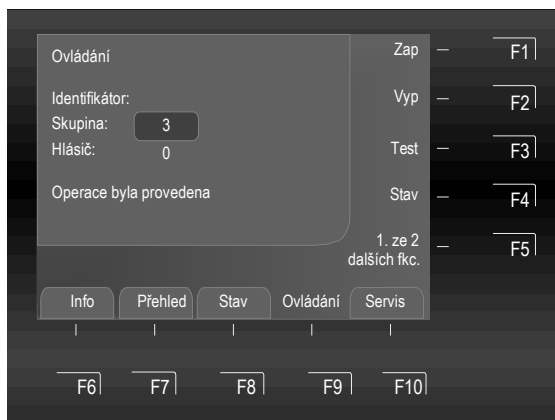 Ovládání
Identifikátor:
Skupina: 3
Hlásič: 0
Operace byla provedena
Zap
F1
Vyp
F2
Test
F3
Stav
F4
1. ze 2
dalších fkc.
F5
Info Přehled Stav Ovládání Servis
F6 F7 F8 F9 F10